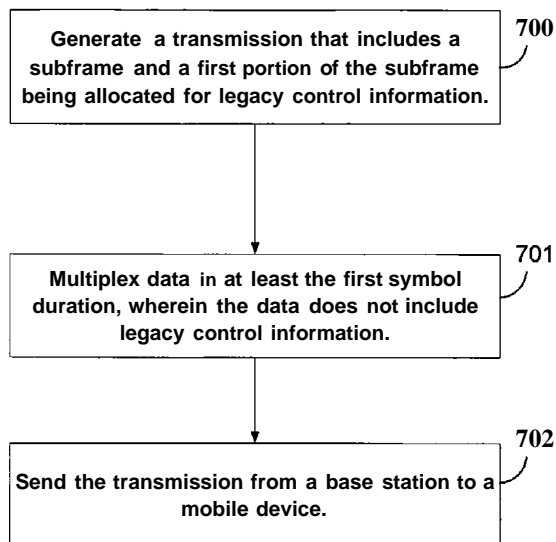 700
Generate a transmission that includes a
subframe and a first portion of the subframe
being allocated for legacy control information.
701
Multiplex data in at least the first symbol
duration, wherein the data does not include
legacy control information.
702
Send the transmission from a base station to a
mobile device.